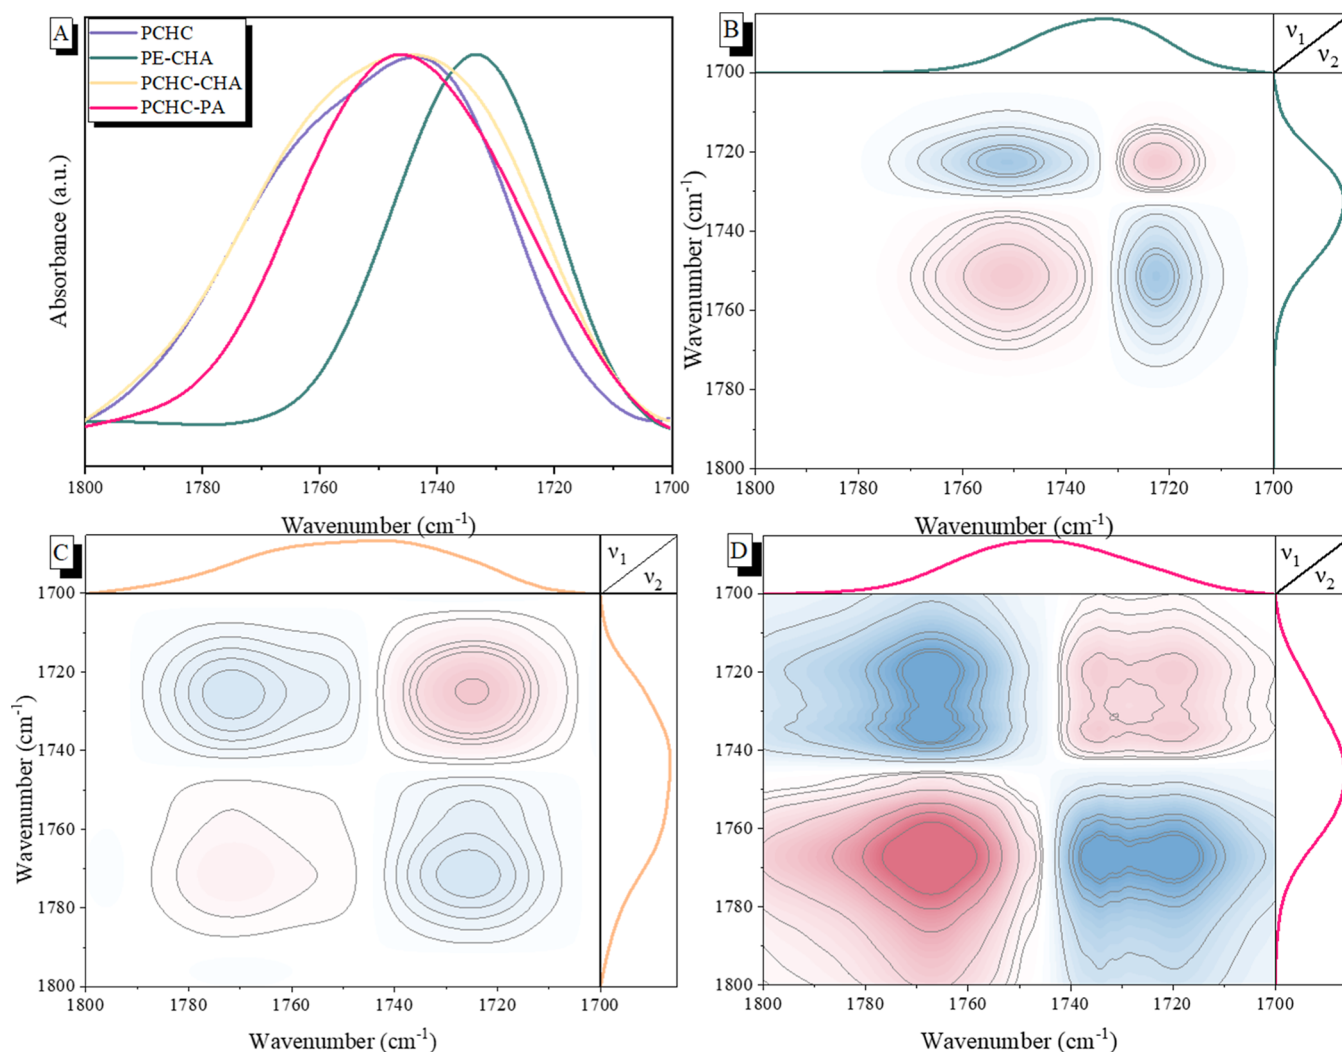 A
PCHC
PE-CHA
PCHC-CHA
PCHC-PA
Absorbance (a.u.)
1800 1780 1760 1740 1720 1700
Wavenumber (cm⁻¹)
B
ν₁
ν₂
1700
1720
1740
1760
1780
1800
Wavenumber (cm⁻¹)
1800 1780 1760 1740 1720 1700
Wavenumber (cm⁻¹)
C
ν₁
ν₂
1700
1720
1740
1760
1780
1800
Wavenumber (cm⁻¹)
1800 1780 1760 1740 1720 1700
Wavenumber (cm⁻¹)
D
ν₁
ν₂
1700
1720
1740
1760
1780
1800
Wavenumber (cm⁻¹)
1800 1780 1760 1740 1720 1700
Wavenumber (cm⁻¹)